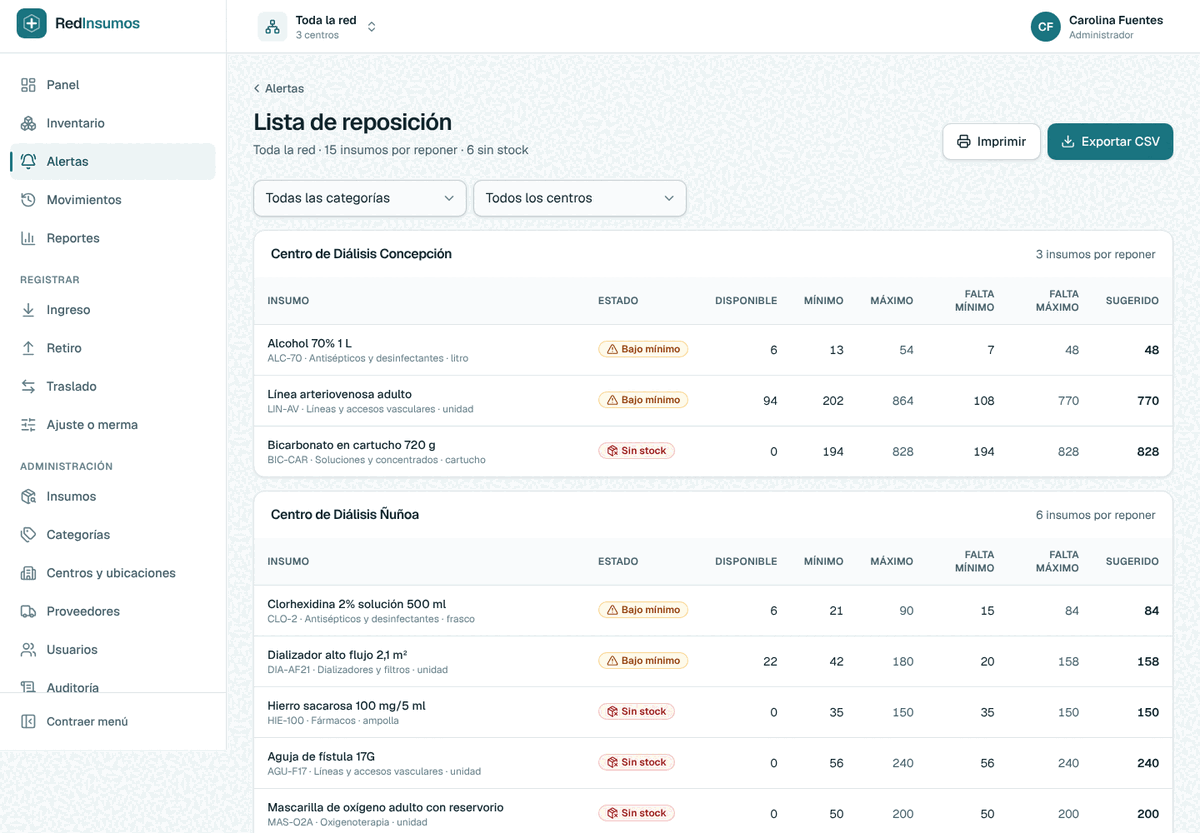 RedInsumos
Toda la red
3 centros
CF
Carolina Fuentes
Administrador
Panel
Inventario
Alertas
Movimientos
Reportes
REGISTRAR
Ingreso
Retiro
Traslado
Ajuste o merma
ADMINISTRACIÓN
Insumos
Categorías
Centros y ubicaciones
Proveedores
Usuarios
Auditoría
Contraer menú
Alertas
Lista de reposición
Toda la red · 15 insumos por reponer · 6 sin stock
Imprimir
Exportar CSV
Todas las categorías
Todos los centros
Centro de Diálisis Concepción
3 insumos por reponer
INSUMO ESTADO DISPONIBLE MÍNIMO MÁXIMO FALTA MÍNIMO FALTA MÁXIMO SUGERIDO
Alcohol 70% 1 L Bajo mínimo 6 13 54 7 48 48
ALC-70 · Antisépticos y desinfectantes · litro
Línea arteriovenosa adulto Bajo mínimo 94 202 864 108 770 770
LIN-AV · Líneas y accesos vasculares · unidad
Bicarbonato en cartucho 720 g Sin stock 0 194 828 194 828 828
BIC-CAR · Soluciones y concentrados · cartucho
Centro de Diálisis Ñuñoa
6 insumos por reponer
INSUMO ESTADO DISPONIBLE MÍNIMO MÁXIMO FALTA MÍNIMO FALTA MÁXIMO SUGERIDO
Clorhexidina 2% solución 500 ml Bajo mínimo 6 21 90 15 84 84
CLO-2 · Antisépticos y desinfectantes · frasco
Dializador alto flujo 2,1 m² Bajo mínimo 22 42 180 20 158 158
DIA-AF21 · Dializadores y filtros · unidad
Hierro sacarosa 100 mg/5 ml Sin stock 0 35 150 35 150 150
HIE-100 · Fármacos · ampolla
Aguja de fístula 17G Sin stock 0 56 240 56 240 240
AGU-F17 · Líneas y accesos vasculares · unidad
Mascarilla de oxígeno adulto con reservorio Sin stock 0 50 200 50 200 200
MAS-O2A · Oxigenoterapia · unidad